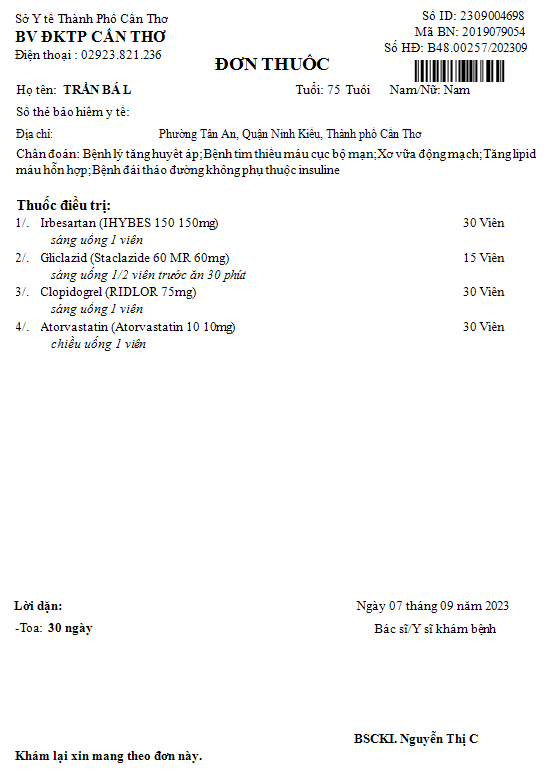 Sở Y tế Thành Phố Cần Thơ
BV ĐKTP CẦN THƠ
Điện thoại : 02923.821.236
Số ID: 2309004698
Mã BN: 2019079054
Số HĐ: B48.00257/202309
ĐƠN THUỐC
Họ tên: TRẦN BÁ L Tuổi: 75 Tuổi Nam/Nữ: Nam
Số thẻ bảo hiểm y tế:
Địa chỉ: Phường Tân An, Quận Ninh Kiều, Thành phố Cần Thơ
Chẩn đoán: Bệnh lý tăng huyết áp;Bệnh tim thiếu máu cục bộ mạn;Xơ vữa động mạch;Tăng lipid
máu hỗn hợp;Bệnh đái tháo đường không phụ thuộc insuline
Thuốc điều trị:
1/. Irbesartan (IHYBES 150 150mg) 30 Viên
sáng uống 1 viên
2/. Gliclazid (Staclazide 60 MR 60mg) 15 Viên
sáng uống 1/2 viên trước ăn 30 phút
3/. Clopidogrel (RIDLOR 75mg) 30 Viên
sáng uống 1 viên
4/. Atorvastatin (Atorvastatin 10 10mg) 30 Viên
chiều uống 1 viên
Lời dặn: Ngày 07 tháng 09 năm 2023
-Toa: 30 ngày Bác sĩ/Y sĩ khám bệnh
BSCKI. Nguyễn Thị C
Khám lại xin mang theo đơn này.